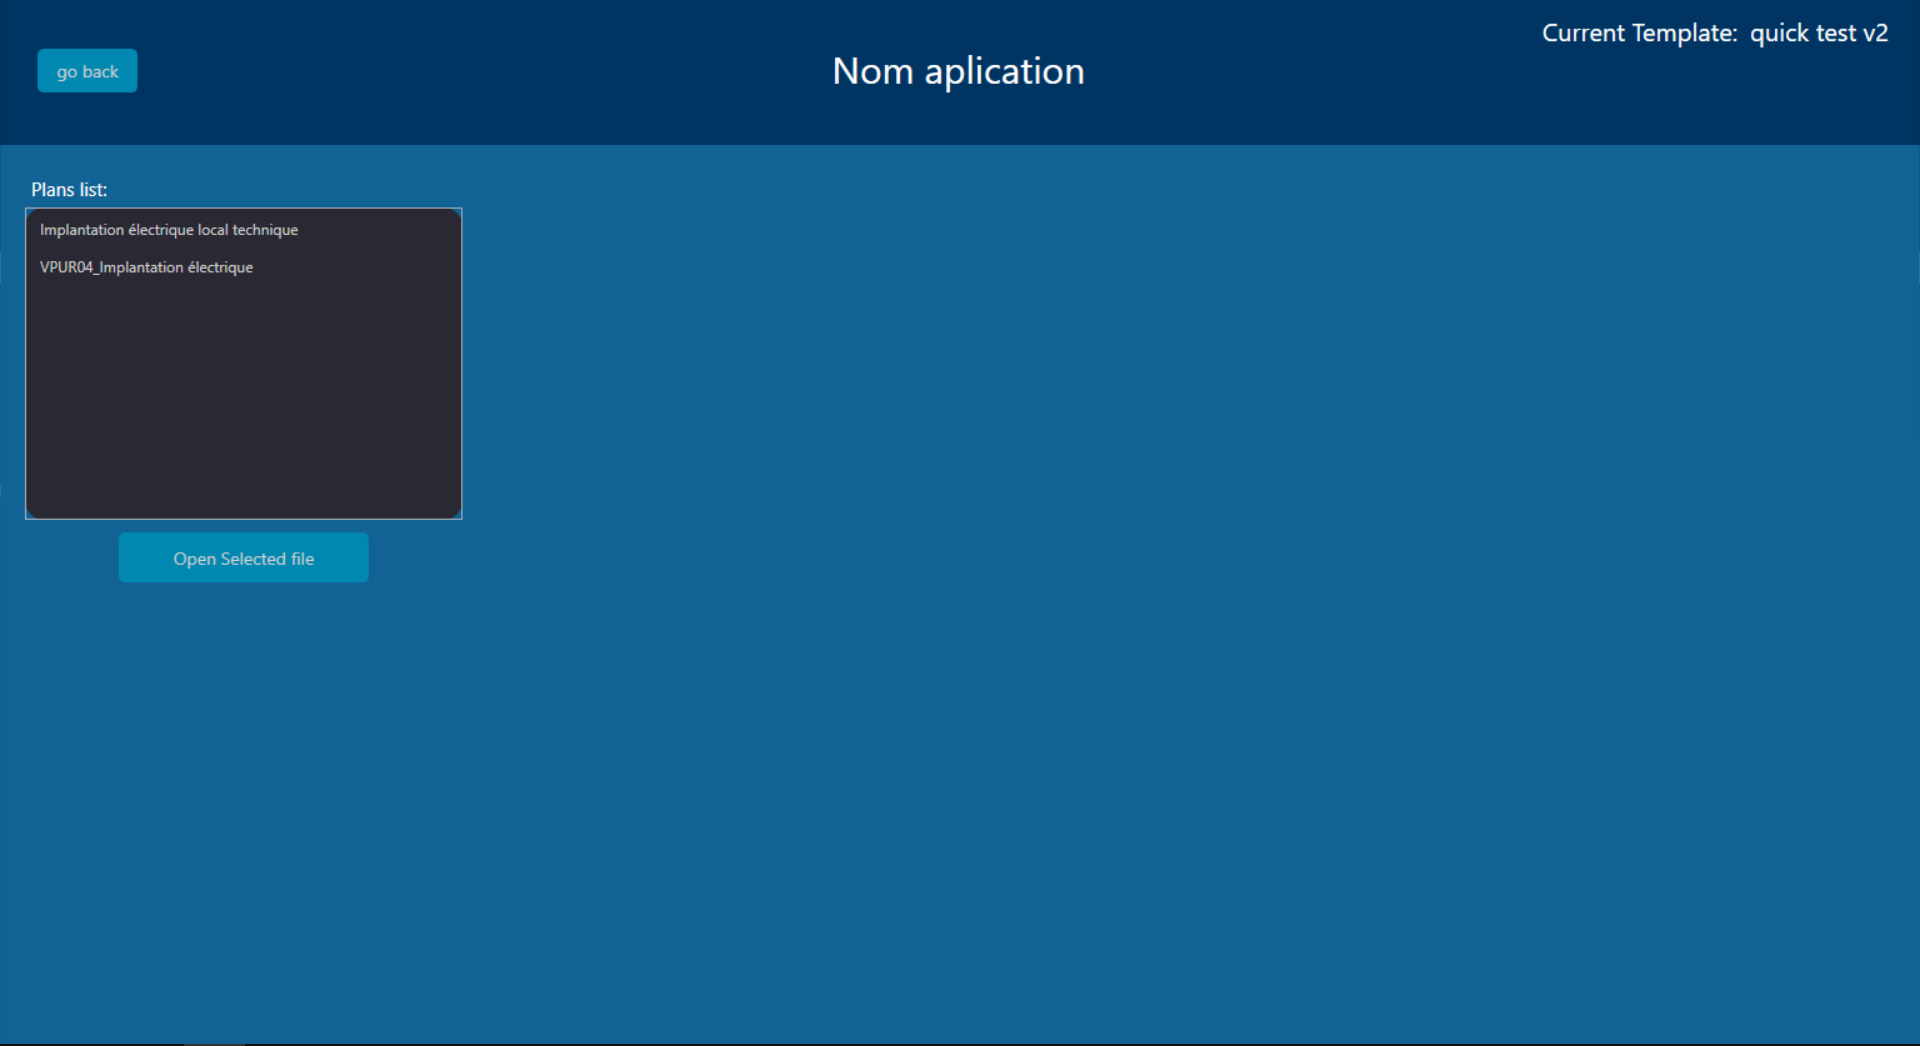 Current Template: quick test v2
go back
Nom aplication
Plans list:
Implantation électrique local technique
VPUR04_Implantation électrique
Open Selected file